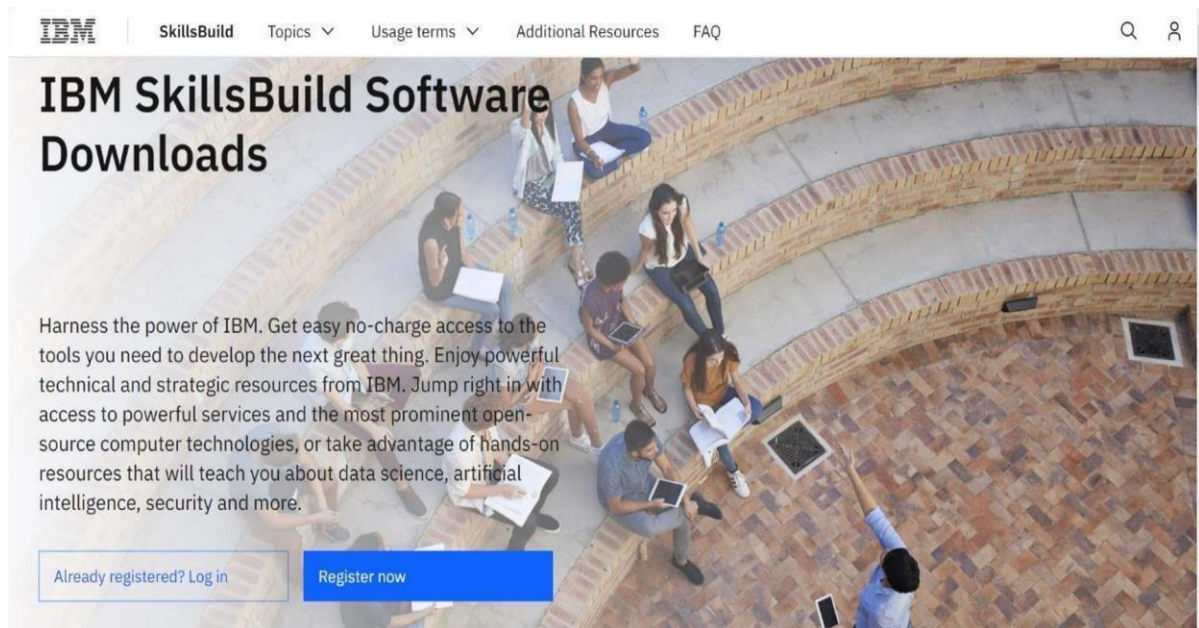 IBM SkillsBuild Topics Usage terms Additional Resources FAQ
IBM SkillsBuild Software
Downloads
Harness the power of IBM. Get easy no-charge access to the
tools you need to develop the next great thing. Enjoy powerful
technical and strategic resources from IBM. Jump right in with
access to powerful services and the most prominent open-
source computer technologies, or take advantage of hands-on
resources that will teach you about data science, artificial
intelligence, security and more.
Already registered? Log in
Register now